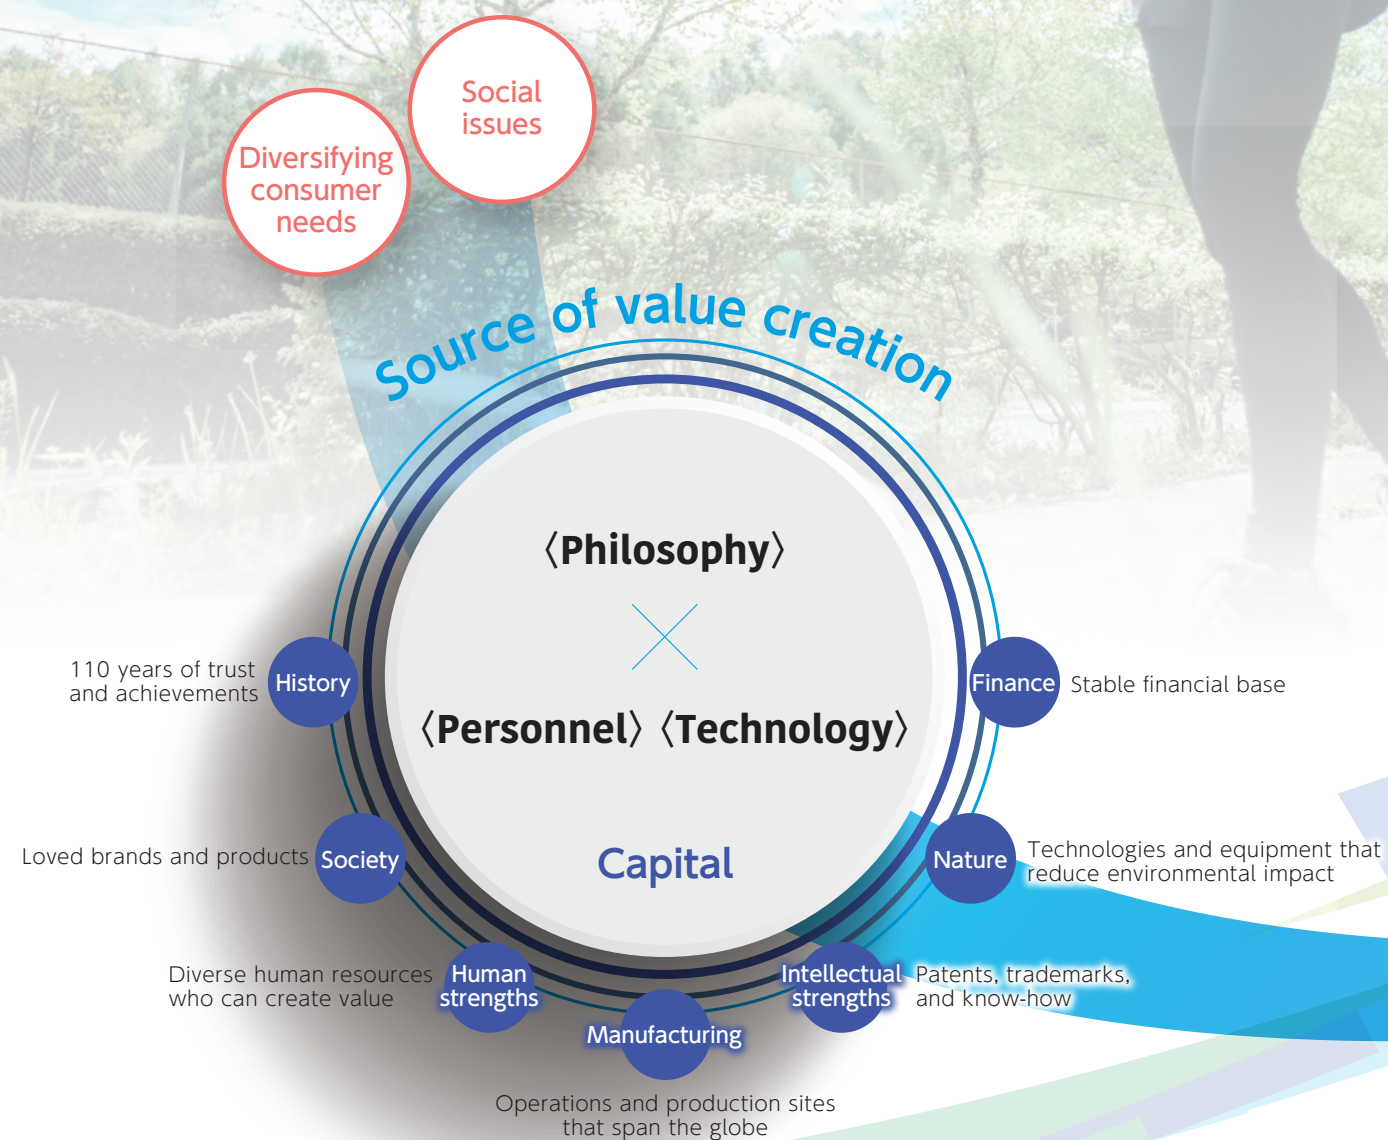 Social
issues
Diversifying
consumer
needs
Source of value creation
〈Philosophy〉
×
〈Personnel〉〈Technology〉
Capital
110 years of trust
and achievements
History
Finance
Stable financial base
Loved brands and products
Society
Nature
Technologies and equipment that
reduce environmental impact
Diverse human resources
who can create value
Human
strengths
Intellectual
strengths
Patents, trademarks,
and know-how
Manufacturing
Operations and production sites
that span the globe